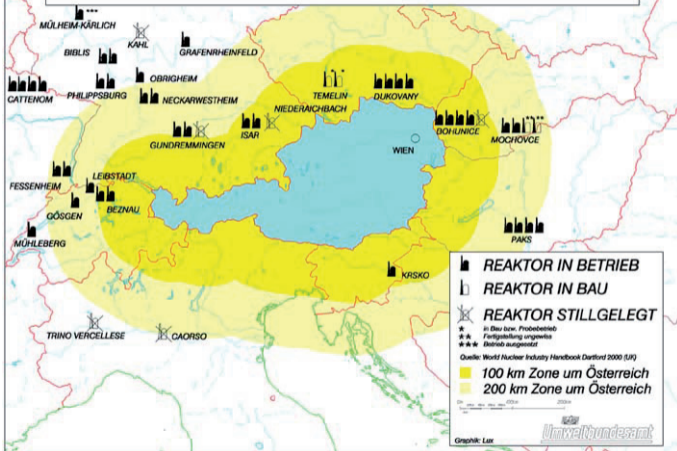 MÜLHEIM-KÄRLICH ***
KAHL
BIBLIS
GRAFENRHEINFELD
OBRIGHEIM
CATTENOM
PHILIPPSBURG
NECKARWESTHEIM
TEMELIN
DUKOVANY
NIEDERAICHBACH
ISAR
GUNDREMMINGEN
BOHUNICE
MOCHOVCE
WIEN
FESSENHEIM
LEIBSTADT
BEZNAU
GÖSGEN
MÜHLEBERG
PAKS
KRSKO
TRINO VERCELLESE
CAORSO
REAKTOR IN BETRIEB
REAKTOR IN BAU
REAKTOR STILLGELEGT
* in Bau bzw. Probebetrieb
** Fertigstellung ungewiss
*** Betrieb ausgesetzt
Quelle: World Nuclear Industry Handbook Dartford 2000 (UK)
100 km Zone um Österreich
200 km Zone um Österreich
Umweltbundesamt
Graphik: Lux